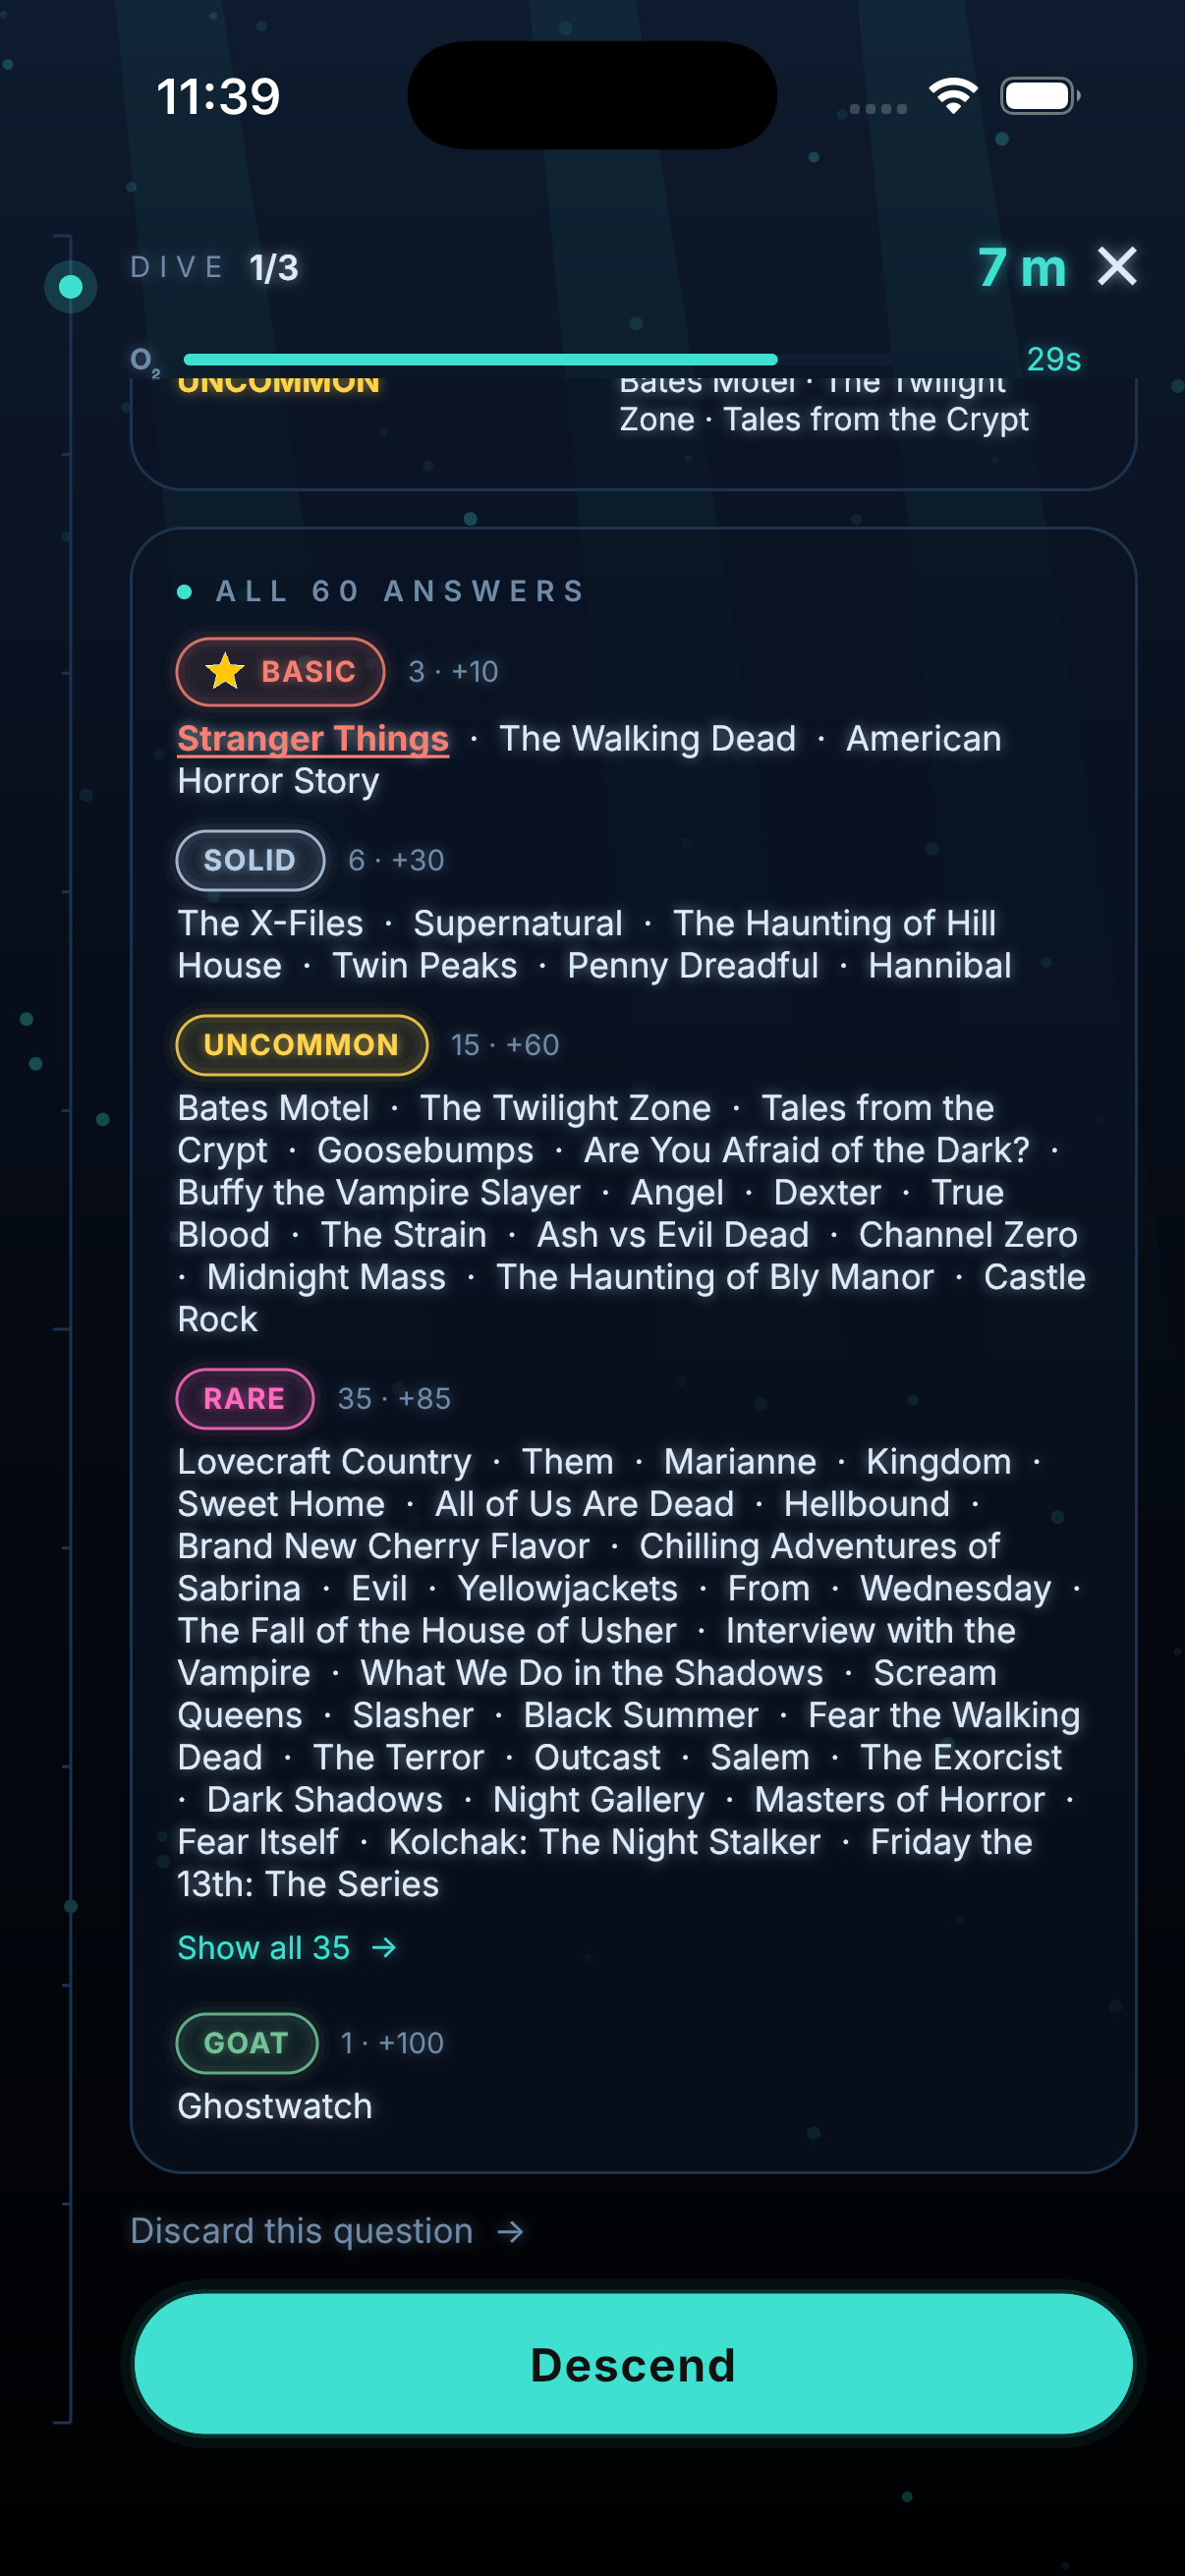 11:39
DIVE 1/3
7 m ✕
O₂ 29s
UNCOMMON
Bates Motel · The Twilight
Zone · Tales from the Crypt
ALL 60 ANSWERS
⭐ BASIC 3 · +10
Stranger Things · The Walking Dead · American
Horror Story
SOLID 6 · +30
The X-Files · Supernatural · The Haunting of Hill
House · Twin Peaks · Penny Dreadful · Hannibal
UNCOMMON 15 · +60
Bates Motel · The Twilight Zone · Tales from the
Crypt · Goosebumps · Are You Afraid of the Dark? ·
Buffy the Vampire Slayer · Angel · Dexter · True
Blood · The Strain · Ash vs Evil Dead · Channel Zero
· Midnight Mass · The Haunting of Bly Manor · Castle
Rock
RARE 35 · +85
Lovecraft Country · Them · Marianne · Kingdom ·
Sweet Home · All of Us Are Dead · Hellbound ·
Brand New Cherry Flavor · Chilling Adventures of
Sabrina · Evil · Yellowjackets · From · Wednesday ·
The Fall of the House of Usher · Interview with the
Vampire · What We Do in the Shadows · Scream
Queens · Slasher · Black Summer · Fear the Walking
Dead · The Terror · Outcast · Salem · The Exorcist
· Dark Shadows · Night Gallery · Masters of Horror ·
Fear Itself · Kolchak: The Night Stalker · Friday the
13th: The Series
Show all 35 →
GOAT 1 · +100
Ghostwatch
Discard this question →
Descend